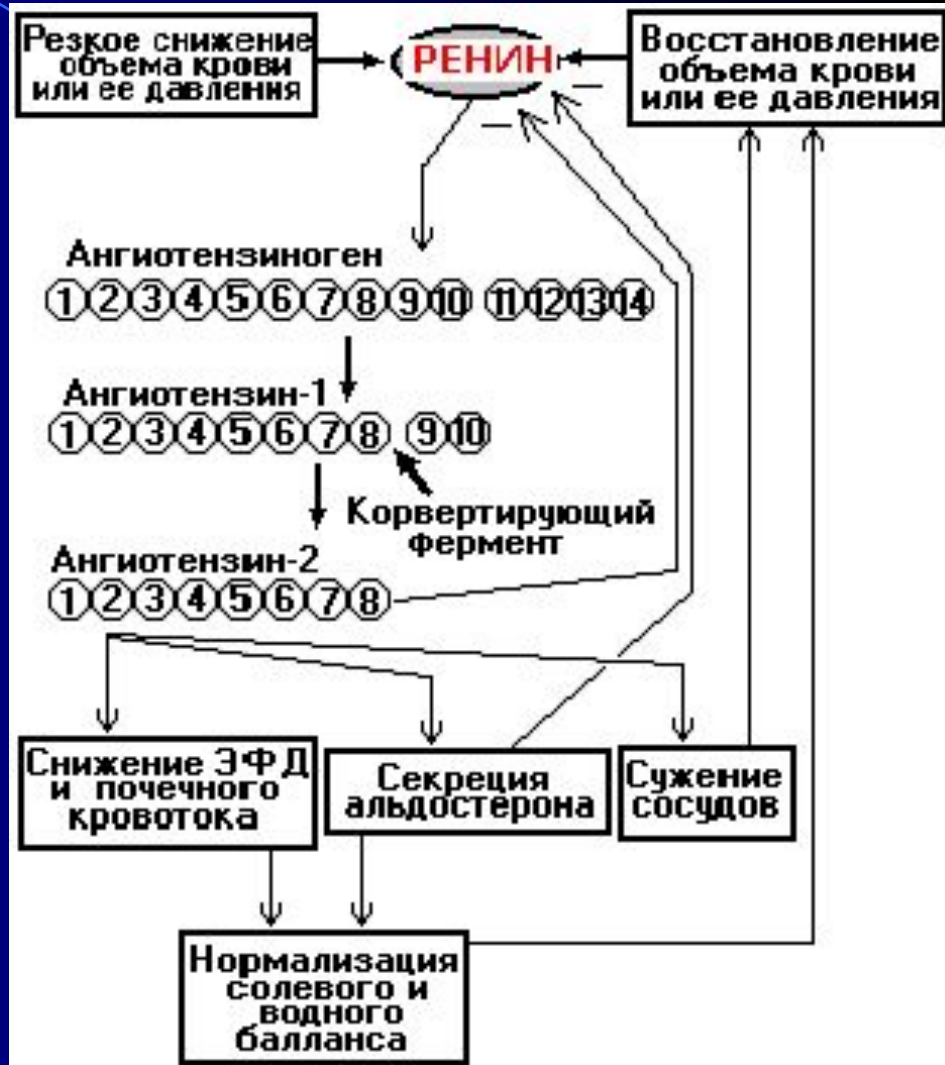 Резкое снижение
объема крови
или ее давления
РЕНИН
Восстановление
объема крови
или ее давления
— —
Ангиотензиноген
1 2 3 4 5 6 7 8 9 10 11 12 13 14
Ангиотензин-1
1 2 3 4 5 6 7 8 9 10
Корвертирующий
фермент
Ангиотензин-2
1 2 3 4 5 6 7 8
Снижение ЭФД
и почечного
кровотока
Секреция
альдостерона
Сужение
сосудов
Нормализация
солевого и
водного
балланса